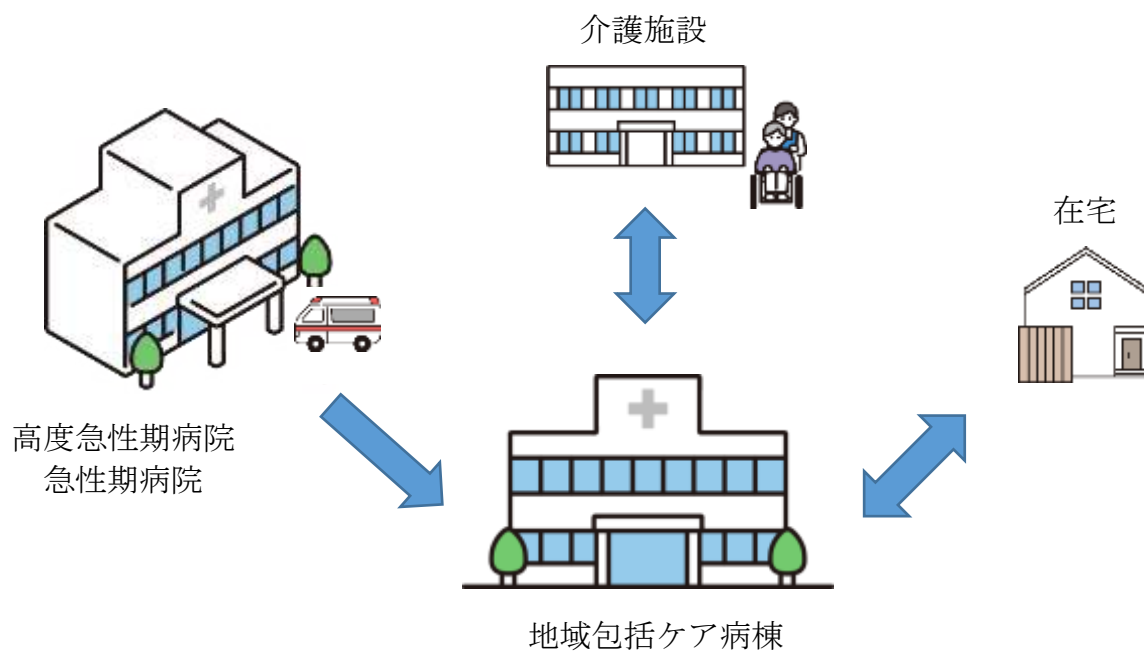 介護施設
在宅
高度急性期病院
急性期病院
地域包括ケア病棟